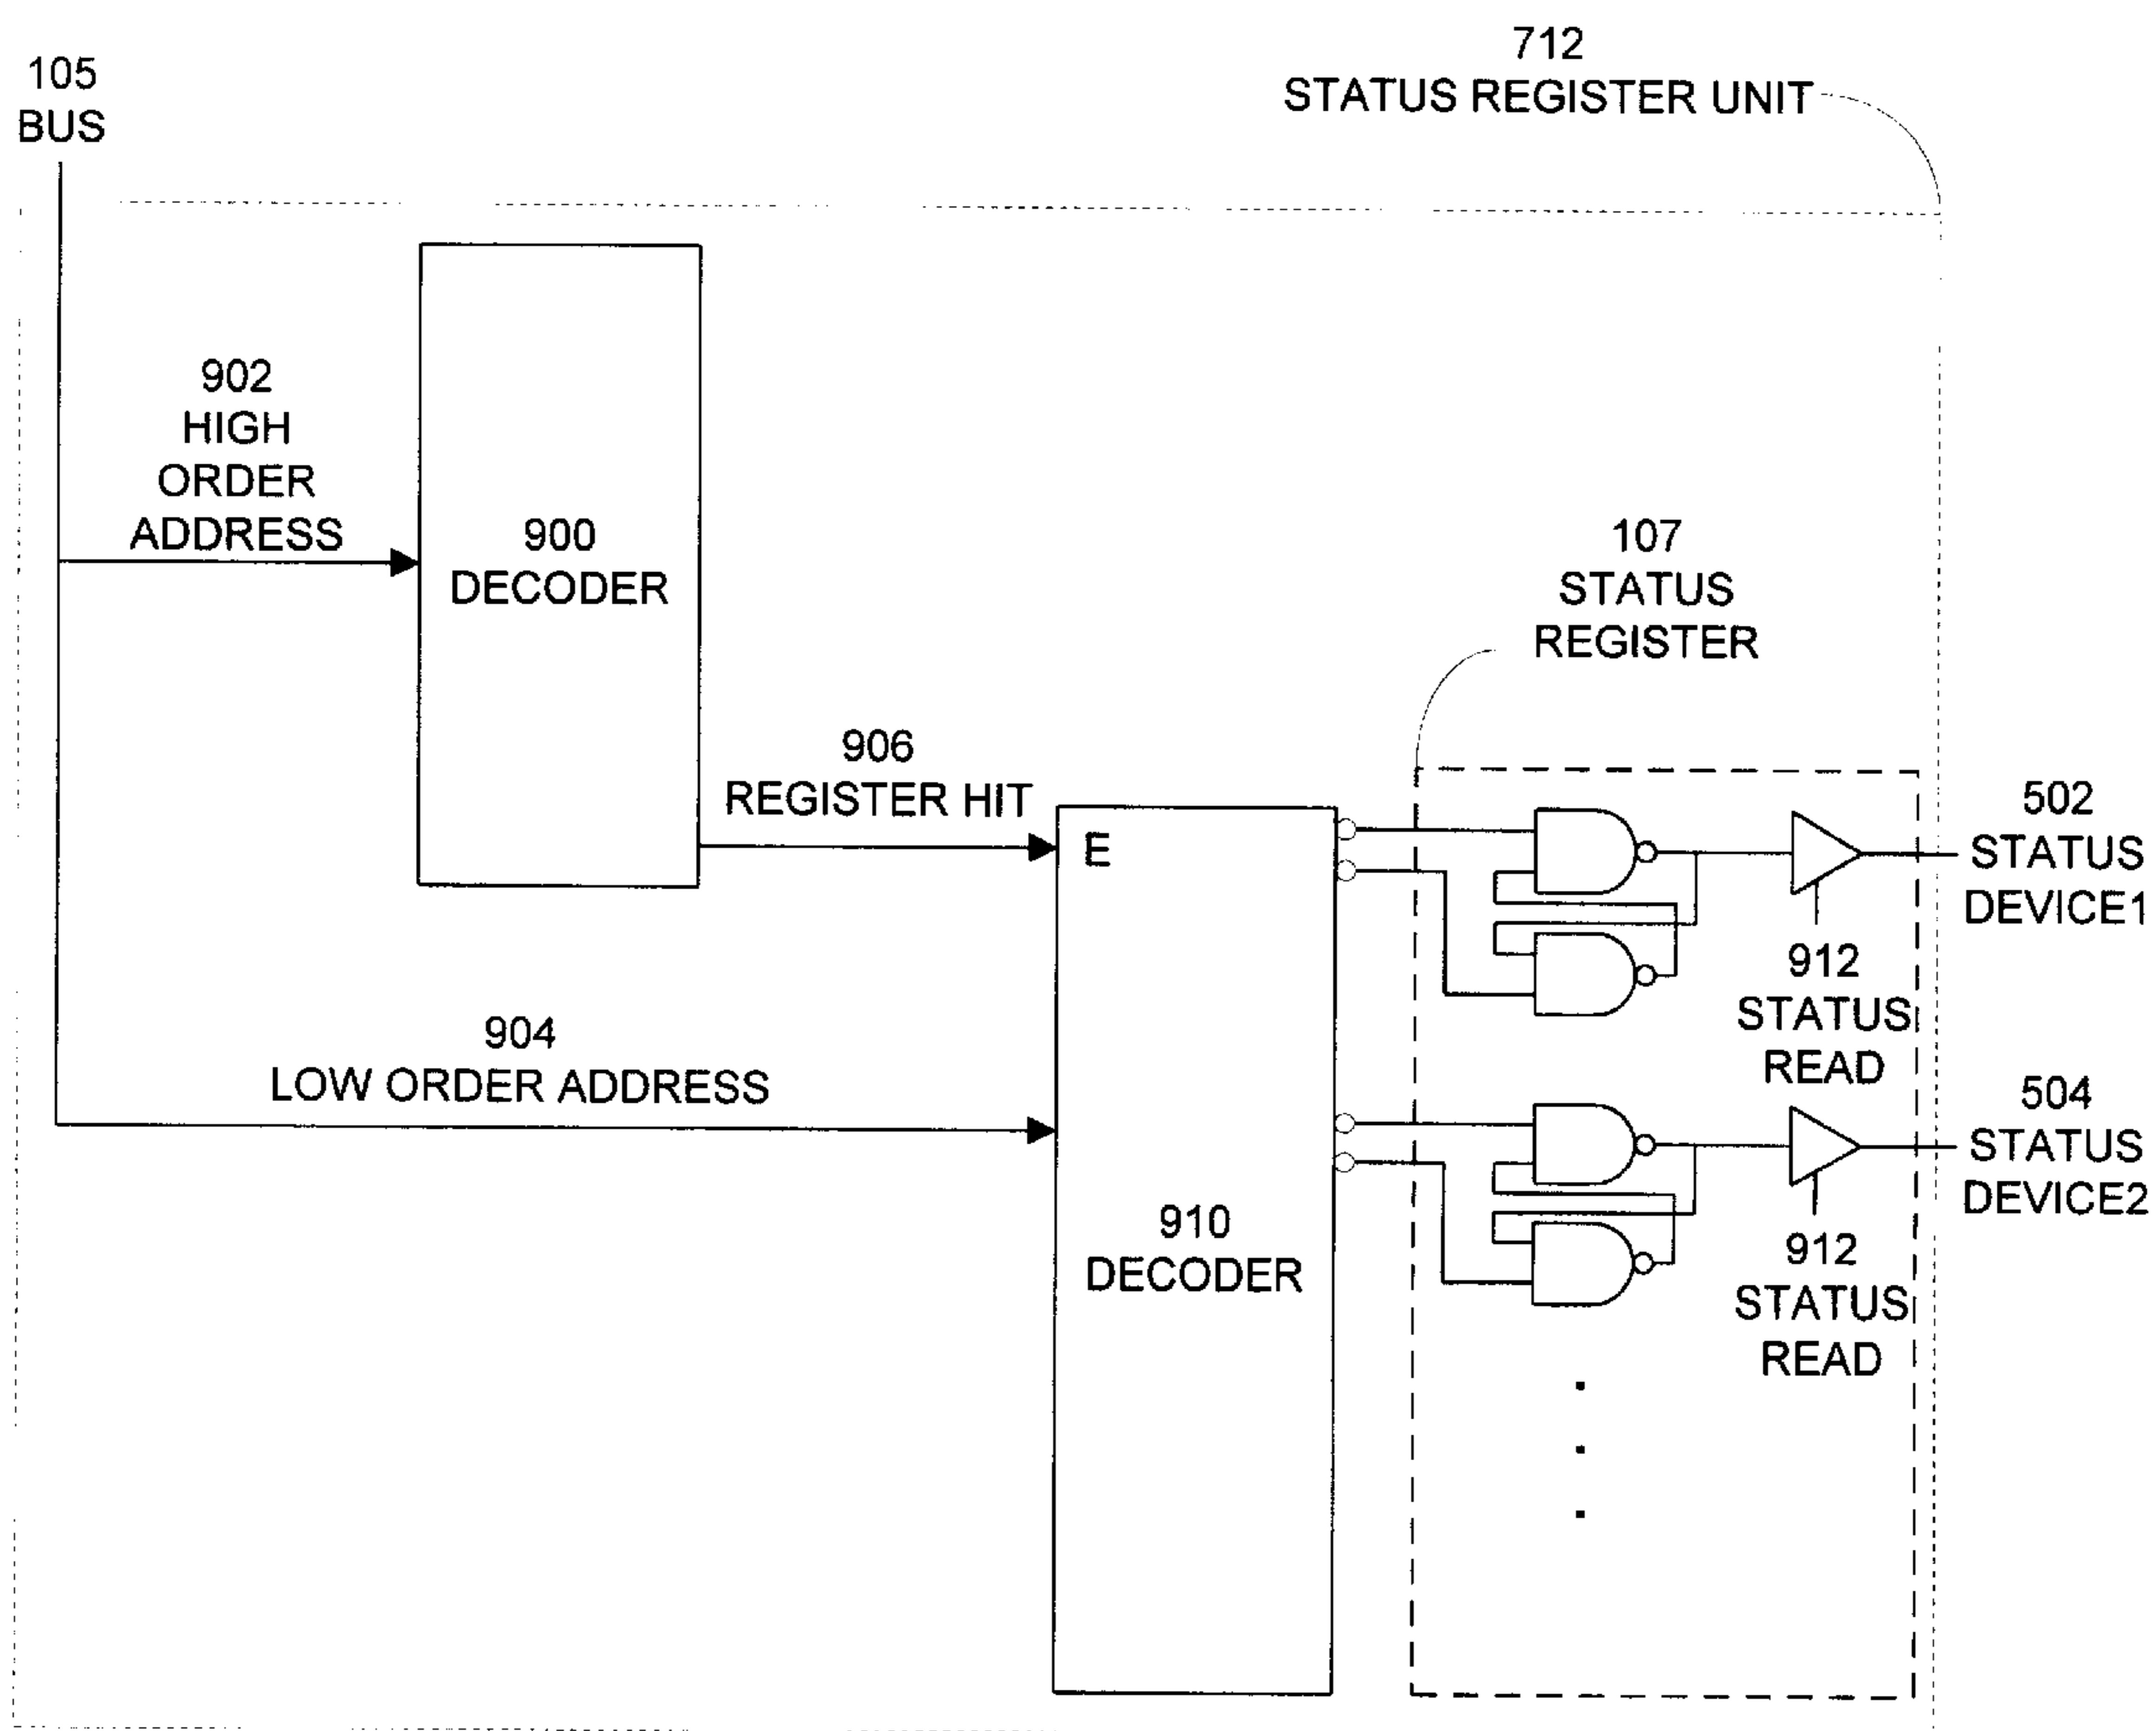 712
STATUS REGISTER UNIT
105
BUS
902
HIGH
ORDER
ADDRESS
900
DECODER
107
STATUS
REGISTER
906
REGISTER HIT
E
502
STATUS
DEVICE1
912
STATUS
READ
904
LOW ORDER ADDRESS
504
STATUS
DEVICE2
910
DECODER
912
STATUS
READ